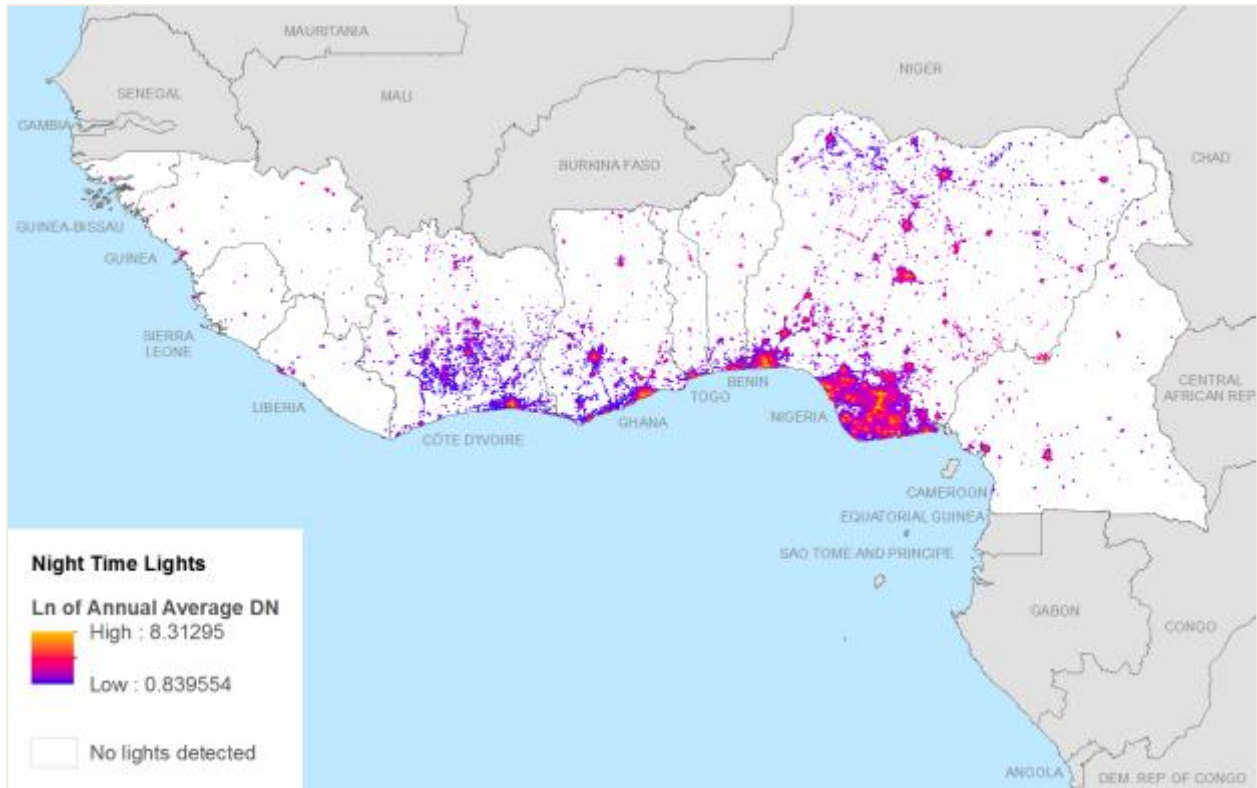 MAURITANIA
NIGER
SENEGAL
MALI
GAMBIA
CHAD
BURKINA FASO
GUINEA-BISSAU
GUINEA
SIERRA
LEONE
CENTRAL
AFRICAN REP
BENIN
TOGO
LIBERIA
GHANA
NIGERIA
CÔTE D'IVOIRE
CAMEROON
EQUATORIAL GUINEA
SAO TOME AND PRINCIPE
GABON
CONGO
ANGOLA
DEM. REP. OF CONGO
Night Time Lights
Ln of Annual Average DN
High : 8.31295
Low : 0.839554
No lights detected